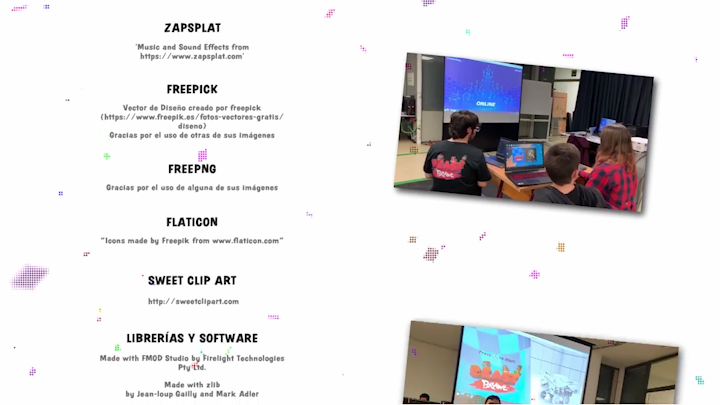 ZAPSPLAT
'Music and Sound Effects from
https://www.zapsplat.com'
FREEPICK
Vector de Diseño creado por freepick
(https://www.freepik.es/fotos-vectores-gratis/
diseno)
Gracias por el uso de otras de sus imágenes
FREEPNG
Gracias por el uso de alguna de sus imágenes
FLATICON
"Icons made by Freepik from www.flaticon.com"
SWEET CLIP ART
http://sweetclipart.com
LIBRERÍAS Y SOFTWARE
Made with FMOD Studio by Firelight Technologies
Pty Ltd.
Made with zlib
by Jean-loup Gailly and Mark Adler
ONLINE